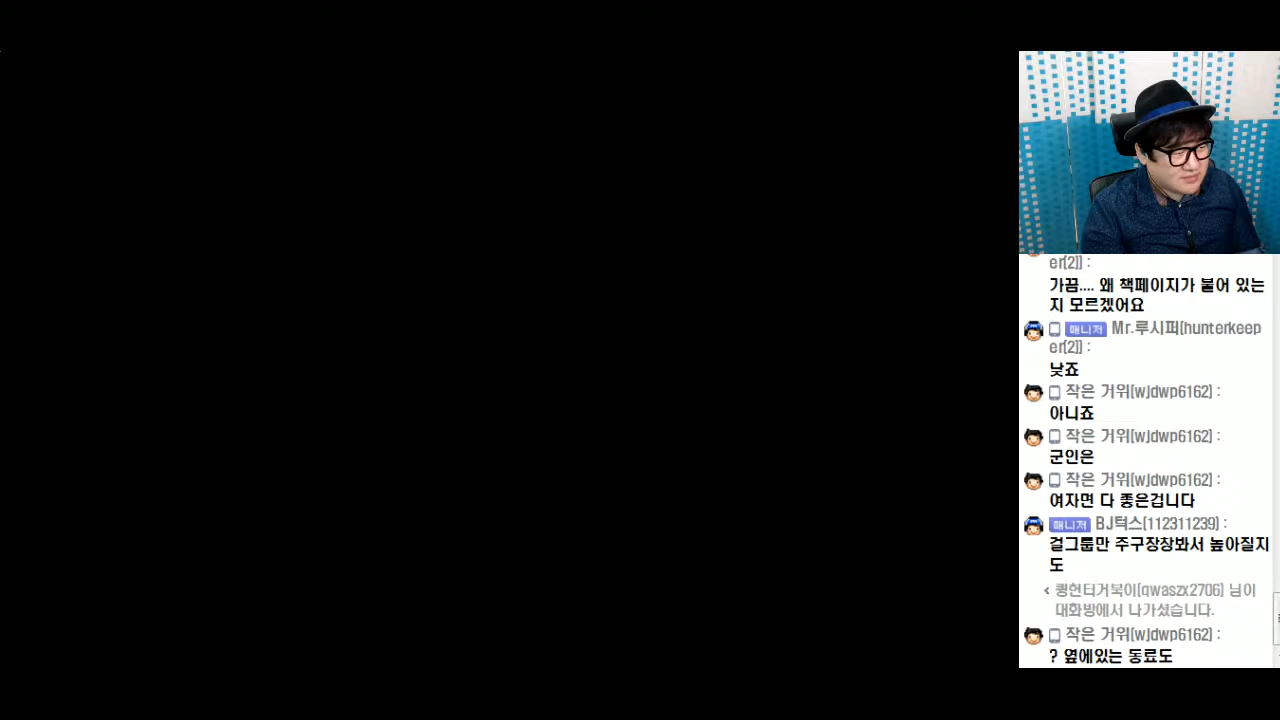 er[2]] :
가끔.... 왜 책페이지가 붙어 있는
지 모르겠어요
매니저 Mr.루시퍼[hunterkeep
er[2]] :
낮죠
작은 거위[wjdwp6162] :
아니죠
작은 거위[wjdwp6162] :
군인은
작은 거위[wjdwp6162] :
여자면 다 좋은겁니다
매니저 BJ턱스[112311239] :
걸그룹만 주구장창봐서 높아질지
도
쿵현터거북이[qwaszx2706] 님이
대화방에서 나가셨습니다.
작은 거위[wjdwp6162] :
? 옆에있는 동료도